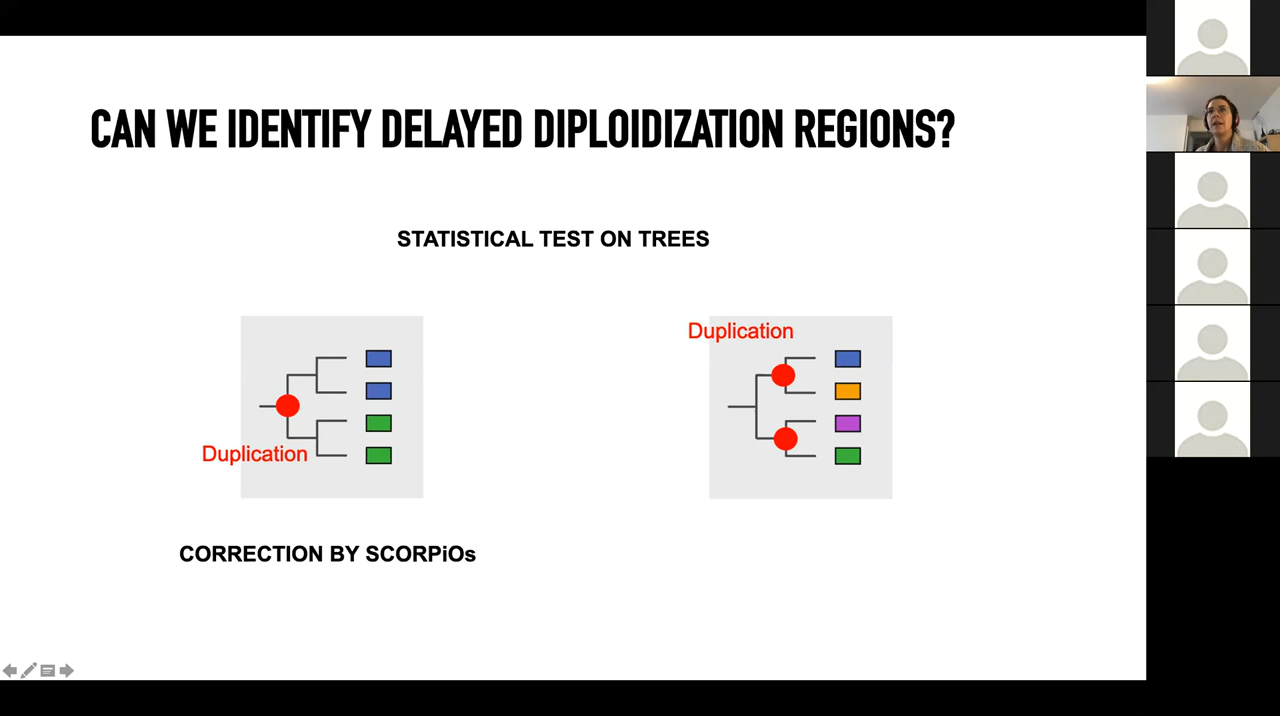 CAN WE IDENTIFY DELAYED DIPLOIDIZATION REGIONS?
STATISTICAL TEST ON TREES
Duplication
Duplication
CORRECTION BY SCORPiOs